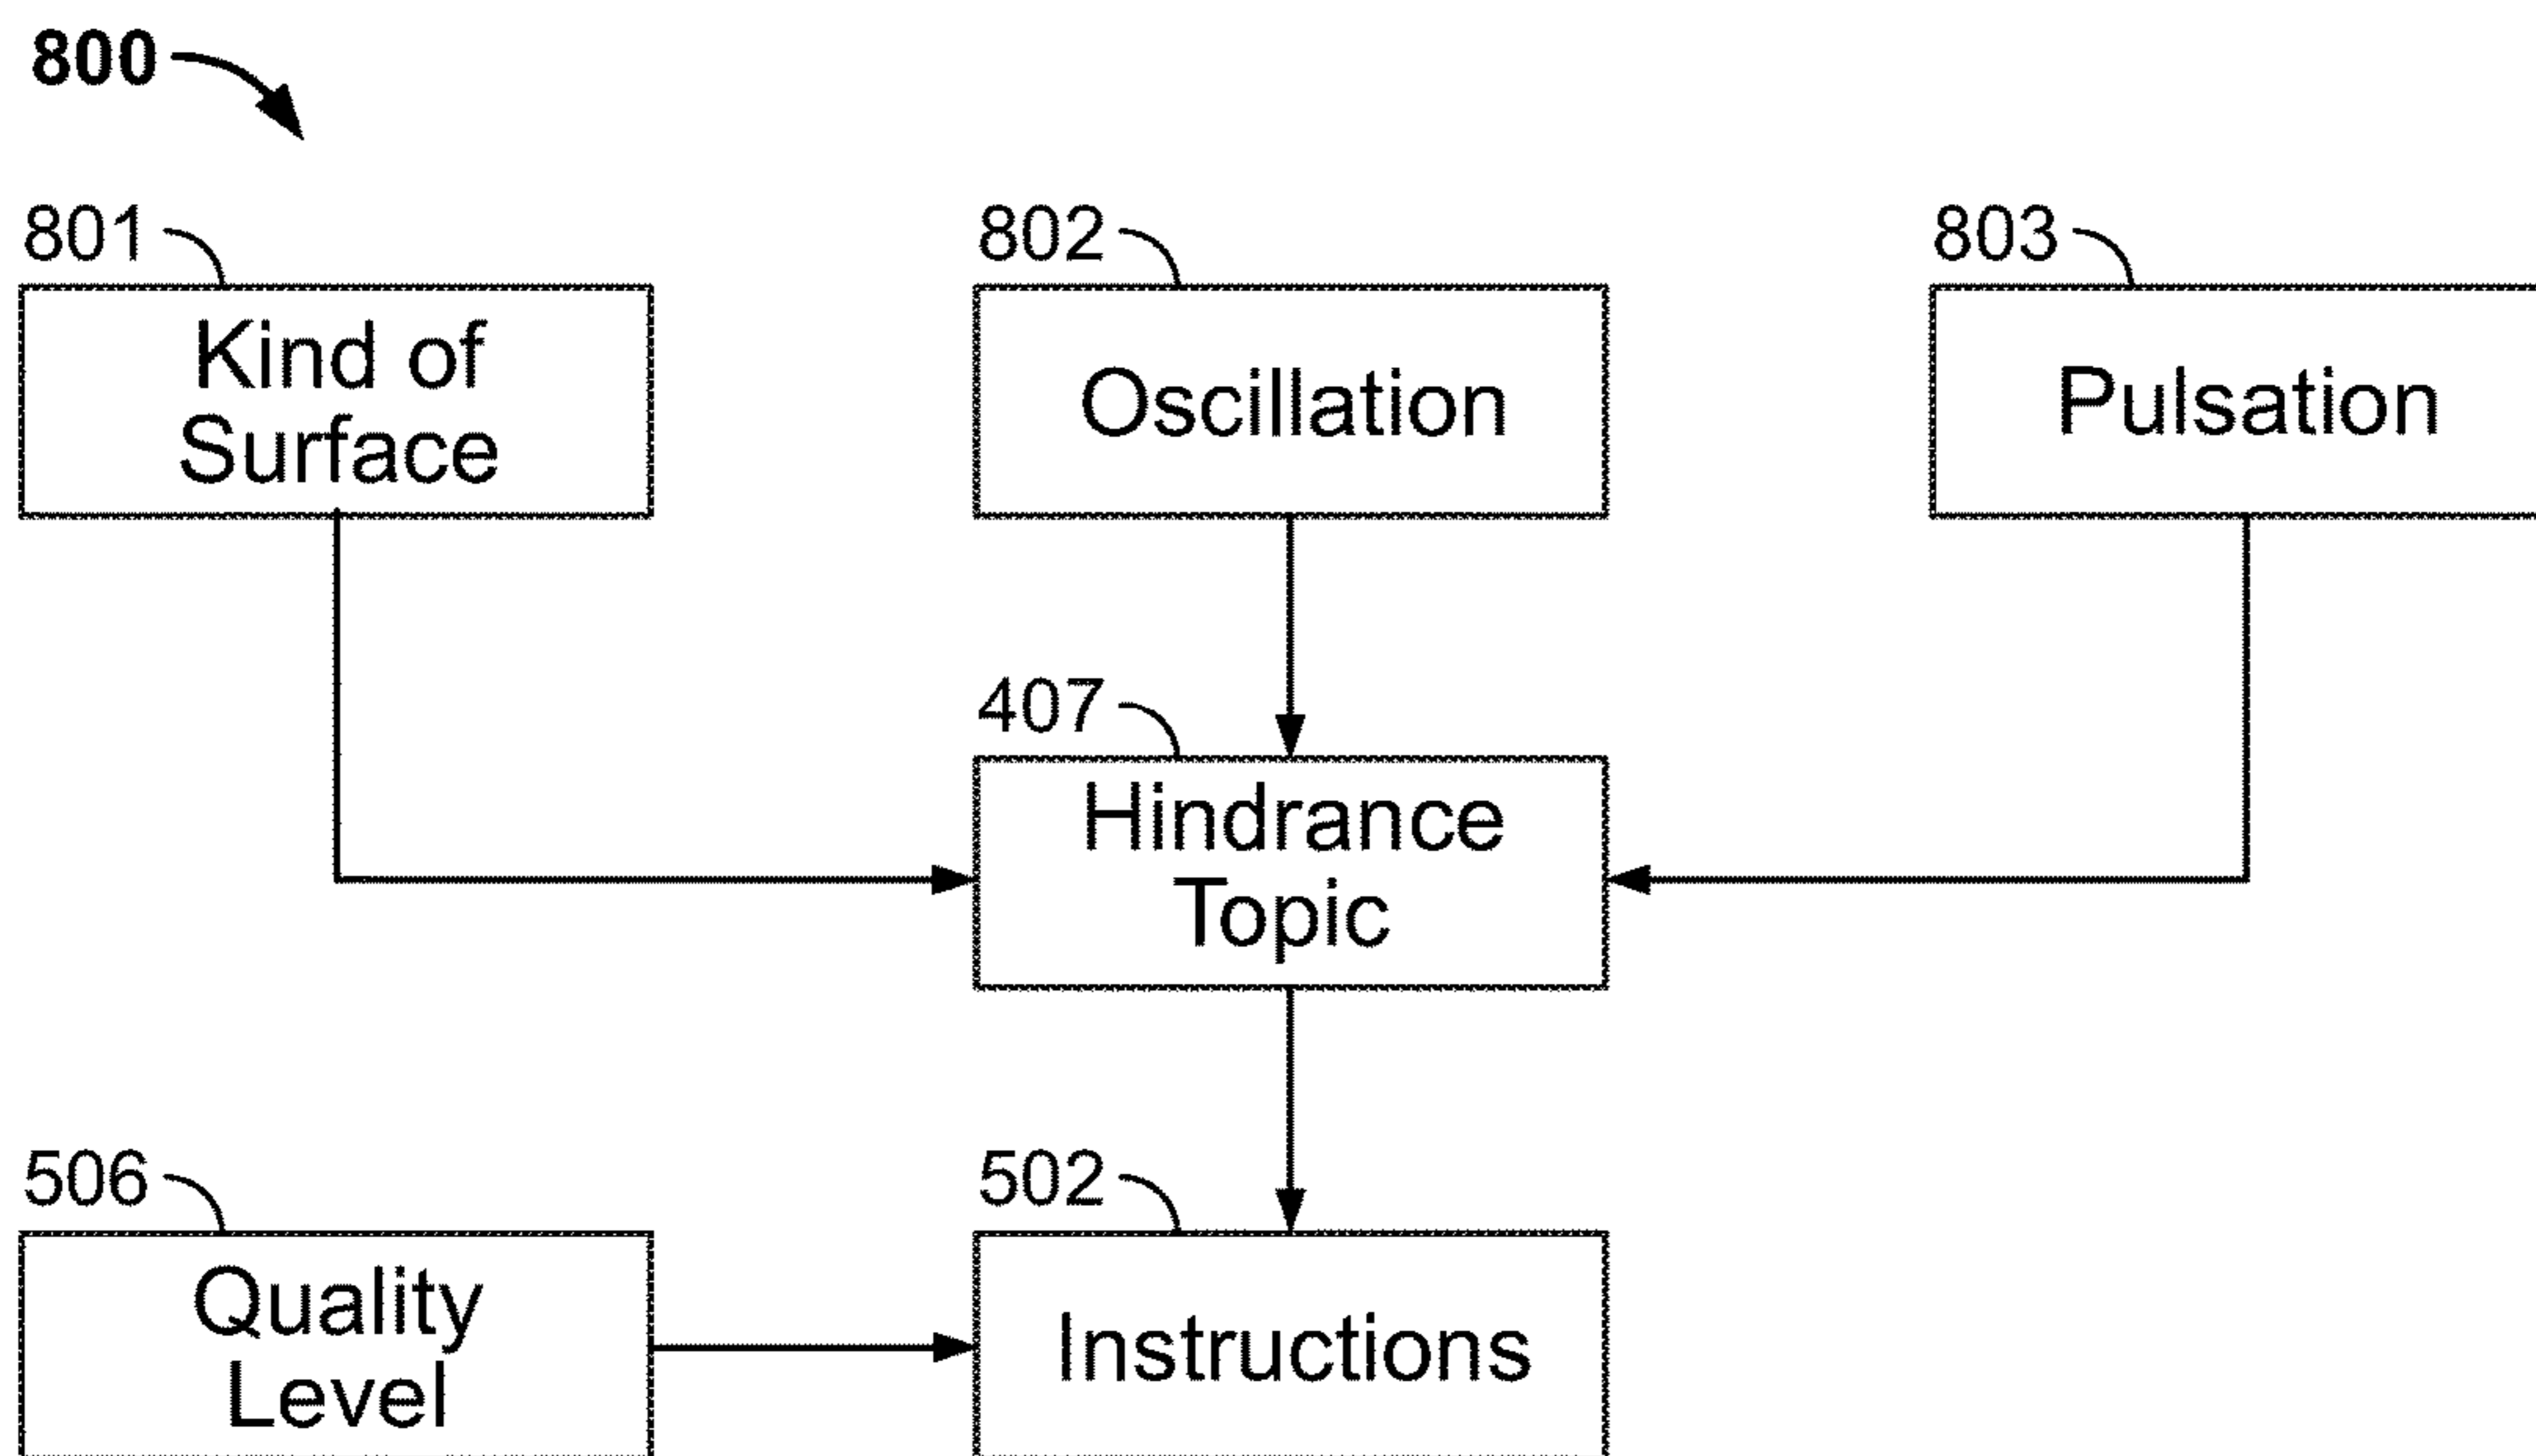 800
801
802
803
Kind of
Surface
Oscillation
Pulsation
407
Hindrance
Topic
506
502
Quality
Level
Instructions